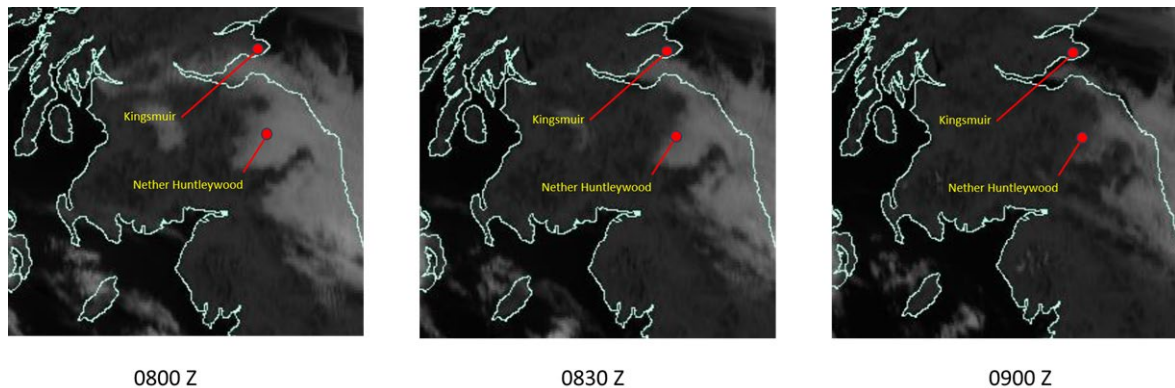 Kingsmuir
Nether Huntleywood
Kingsmuir
Nether Huntleywood
Kingsmuir
Nether Huntleywood
0800 Z
0830 Z
0900 Z